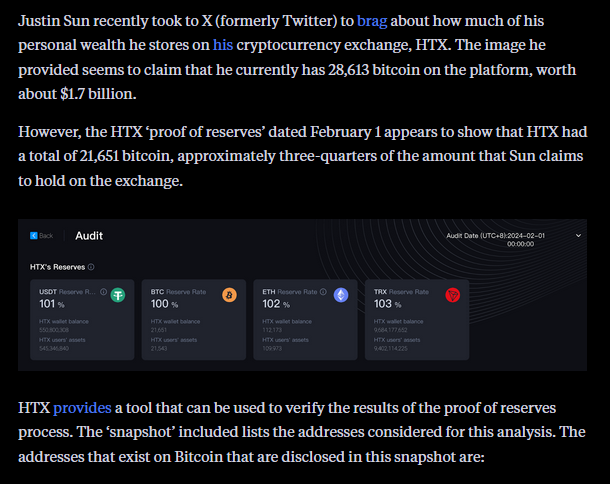 Justin Sun recently took to X (formerly Twitter) to brag about how much of his
personal wealth he stores on his cryptocurrency exchange, HTX. The image he
provided seems to claim that he currently has 28,613 bitcoin on the platform, worth
about $1.7 billion.
However, the HTX ‘proof of reserves’ dated February 1 appears to show that HTX had
a total of 21,651 bitcoin, approximately three-quarters of the amount that Sun claims
to hold on the exchange.
Back Audit Audit Date (UTC+8):2024-02-01
00:00:00
HTX's Reserves
USDT Reserve R... BTC Reserve Rate ETH Reserve Rate TRX Reserve Rate
101 % 100 % 102 % 103 %
HTX wallet balance HTX wallet balance HTX wallet balance HTX wallet balance
21,651 112,173 9,684,177,652
HTX users' assets HTX users' assets HTX users' assets HTX users' assets
545,346,840 21,543 109,973 9,402,114,225
HTX provides a tool that can be used to verify the results of the proof of reserves
process. The ‘snapshot’ included lists the addresses considered for this analysis. The
addresses that exist on Bitcoin that are disclosed in this snapshot are: